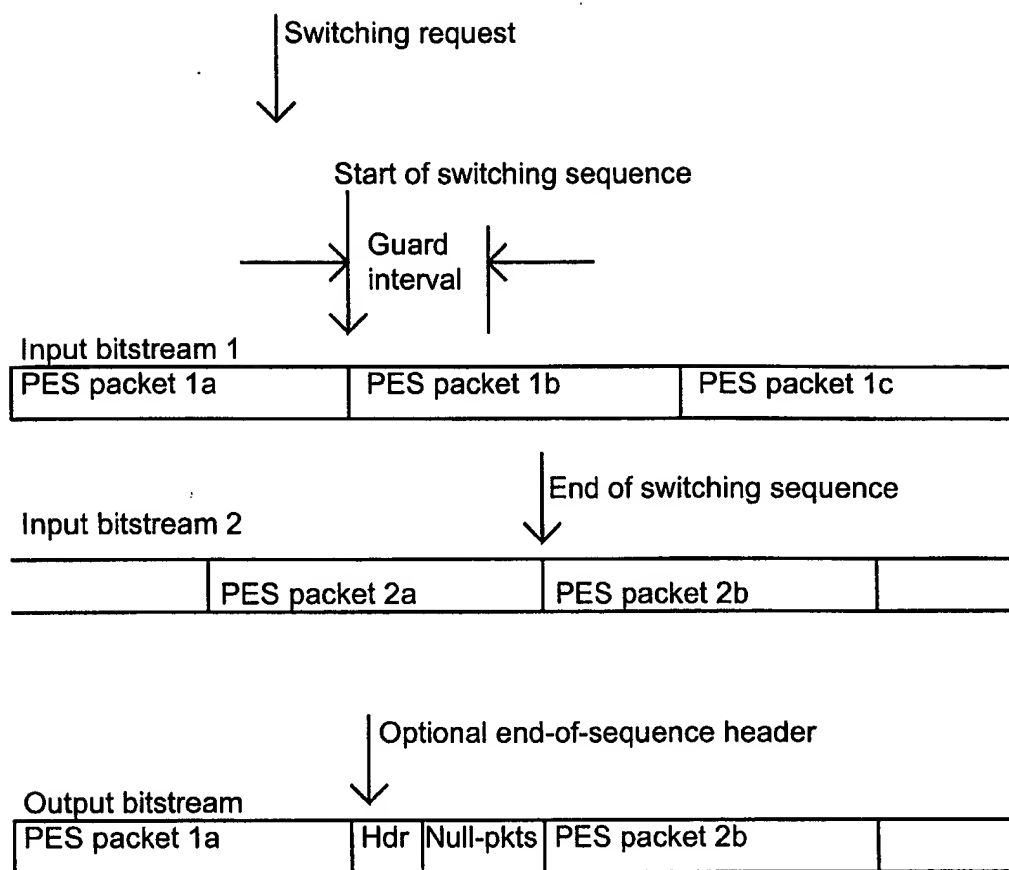 Switching request
Start of switching sequence
Guard
interval
Input bitstream 1
PES packet 1a
PES packet 1b
PES packet 1c
End of switching sequence
Input bitstream 2
PES packet 2a
PES packet 2b
Optional end-of-sequence header
Output bitstream
PES packet 1a
Hdr
Null-pkts
PES packet 2b